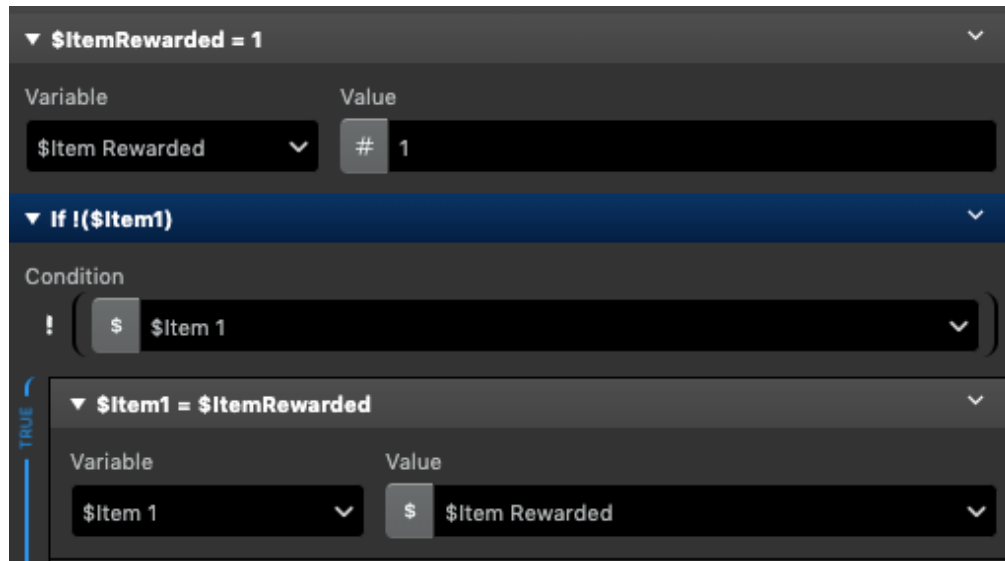 $ItemRewarded = 1
Variable Value
$Item Rewarded # 1
If !($Item1)
Condition
! ( $ $Item 1 )
TRUE
$Item1 = $ItemRewarded
Variable Value
$Item 1 $ $Item Rewarded